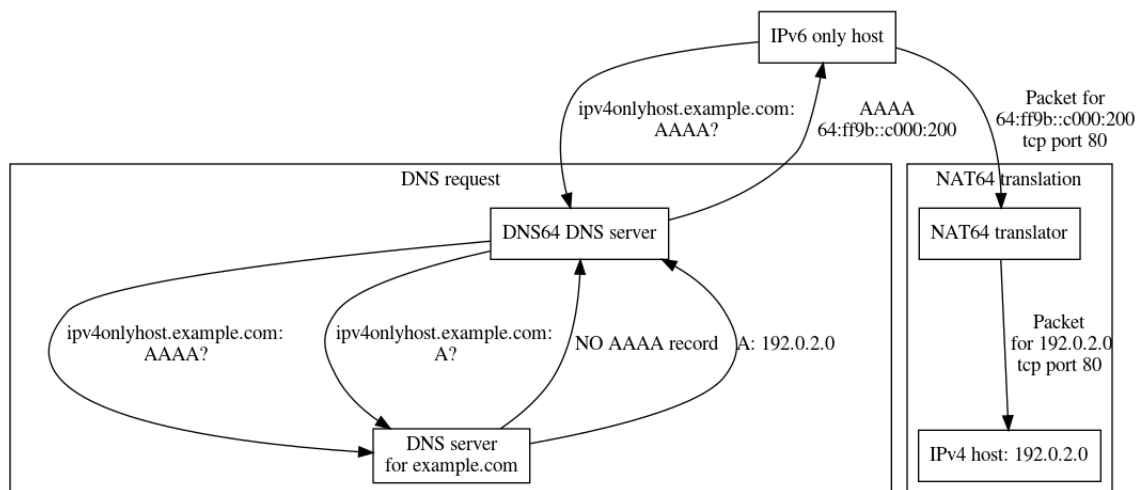 IPv6 only host
ipv4onlyhost.example.com:
AAAA?
AAAA
64:ff9b::c000:200
Packet for
64:ff9b::c000:200
tcp port 80
DNS request
NAT64 translation
DNS64 DNS server
NAT64 translator
ipv4onlyhost.example.com:
AAAA?
ipv4onlyhost.example.com:
A?
NO AAAA record
A: 192.0.2.0
Packet
for 192.0.2.0
tcp port 80
DNS server
for example.com
IPv4 host: 192.0.2.0